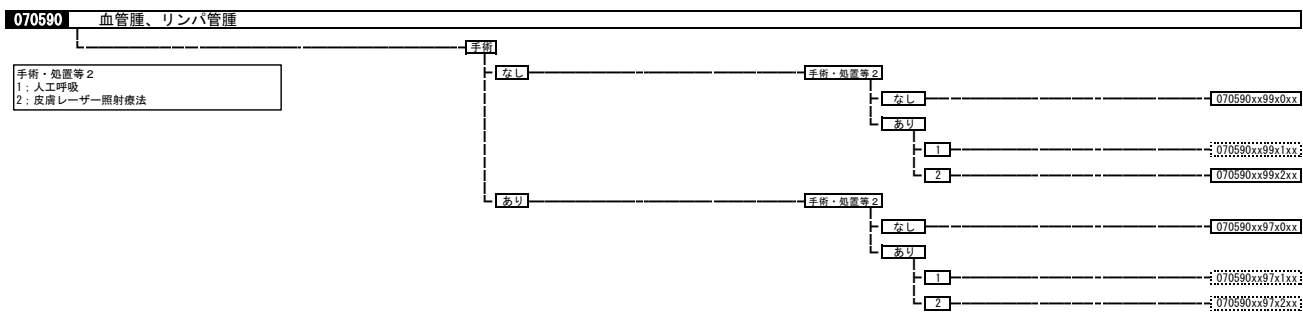 070590 血管腫、リンパ管腫
手術
手術・処置等２
1：人工呼吸
2：皮膚レーザー照射療法
なし 手術・処置等２
なし 070590xx99x0xx
あり
1 070590xx99x1xx
2 070590xx99x2xx
あり 手術・処置等２
なし 070590xx97x0xx
あり
1 070590xx97x1xx
2 070590xx97x2xx